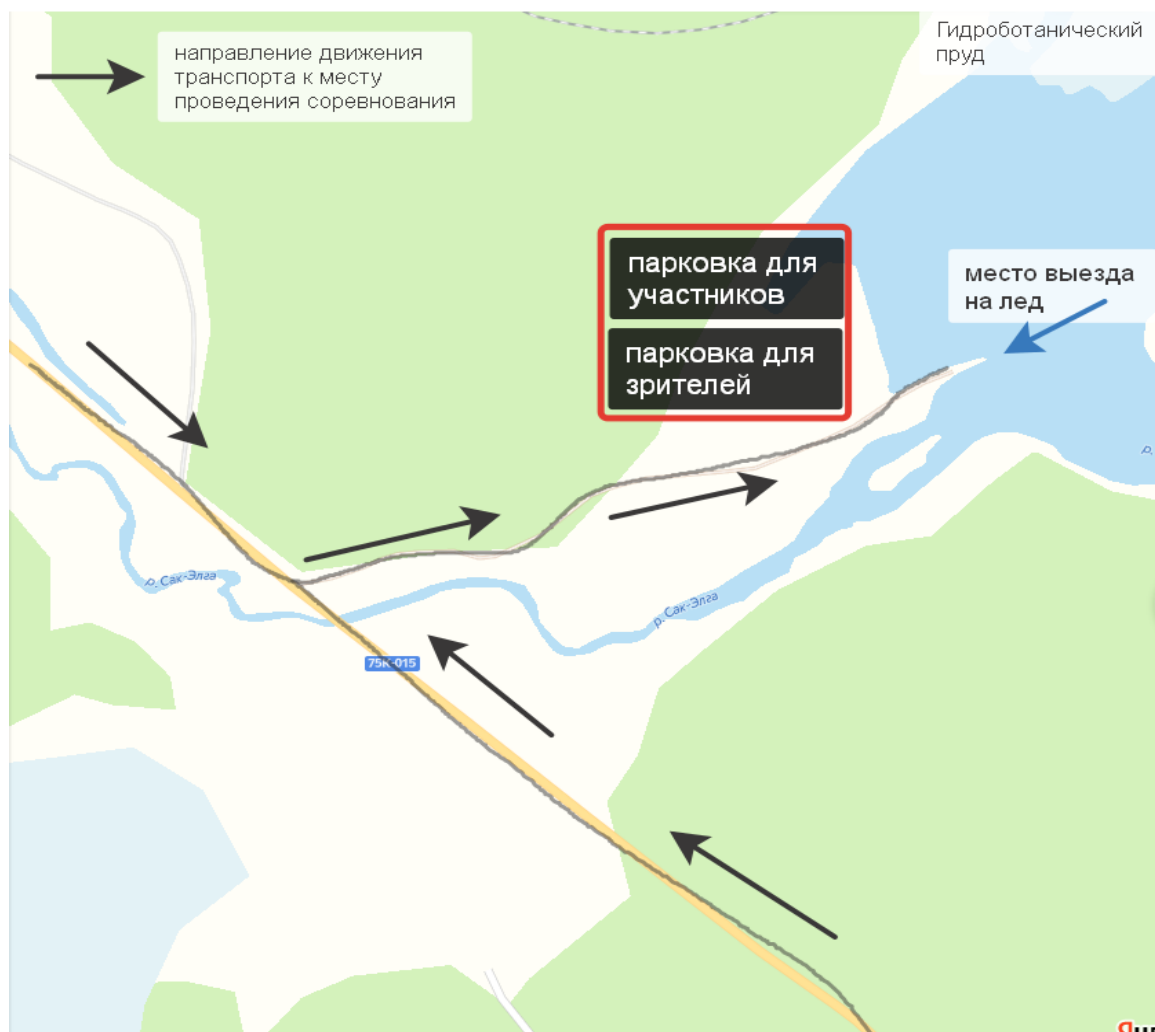 направление движения
транспорта к месту
проведения соревнования
Гидроботанический
пруд
парковка для
участников
парковка для
зрителей
место выезда
на лед
р.
р. Сак-Элга
р. Сак-Элга
75К-015